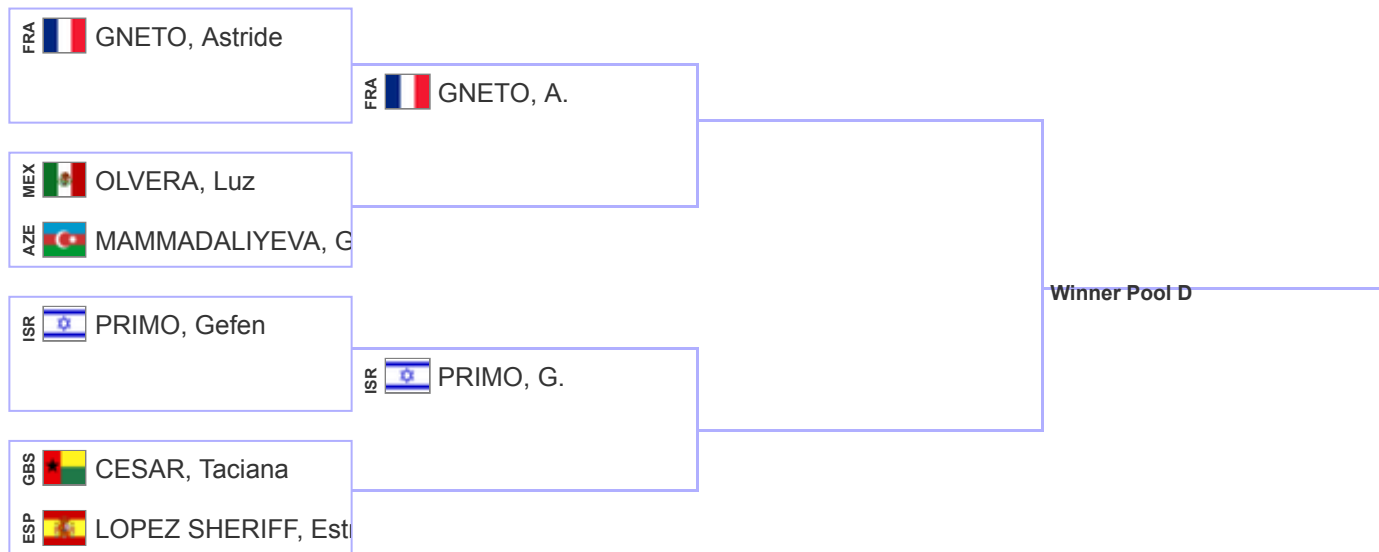 FRA GNETO, Astride
FRA GNETO, A.
MEX OLVERA, Luz
AZE MAMMADALIYEVA, G
Winner Pool D
ISR PRIMO, Gefen
ISR PRIMO, G.
GBS CESAR, Taciana
ESP LOPEZ SHERIFF, Est